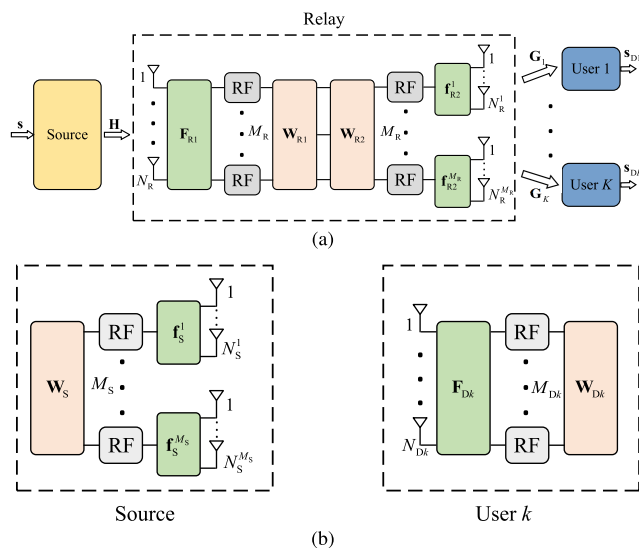 Relay
s
Source
H
1
N_R
F_R1
RF
M_R
RF
W_R1
W_R2
RF
M_R
RF
f_R2^1
1
N_R^1
f_R2^{M_R}
1
N_R^{M_R}
G_1
User 1
s_D1
G_K
User K
s_Dk
(a)
W_S
RF
M_S
RF
f_S^1
1
N_S^1
f_S^{M_S}
1
N_S^{M_S}
Source
1
N_Dk
F_Dk
RF
M_Dk
RF
W_Dk
User k
(b)